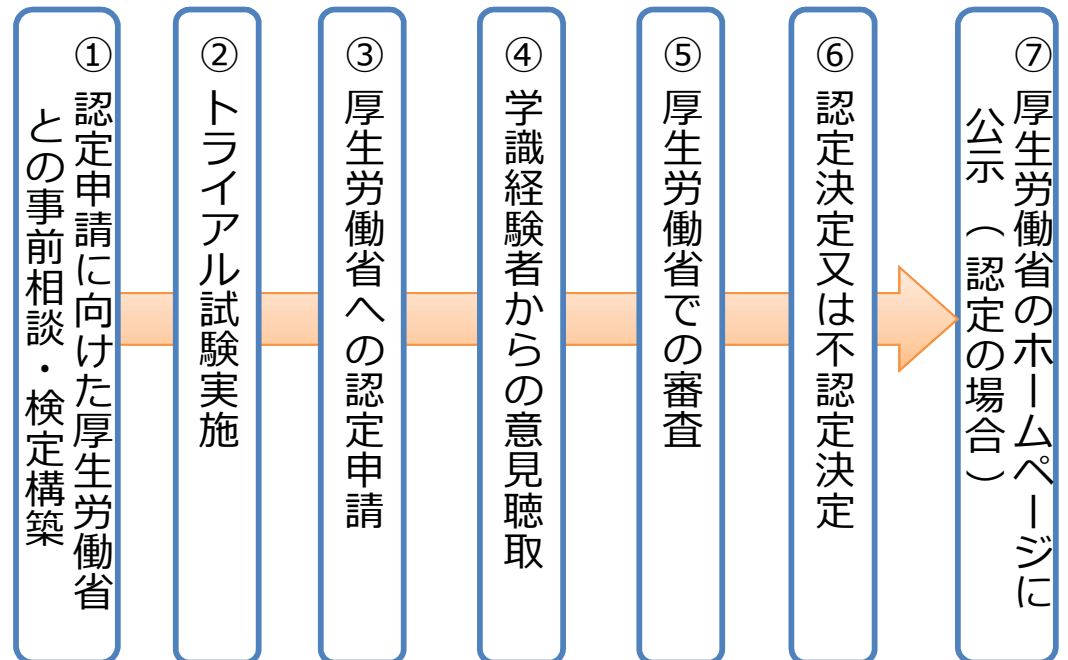 ① 認定申請に向けた厚生労働省
との事前相談・検定構築
② トライアル試験実施
③ 厚生労働省への認定申請
④ 学識経験者からの意見聴取
⑤ 厚生労働省での審査
⑥ 認定決定又は不認定決定
⑦ 厚生労働省のホームページに
公示（認定の場合）